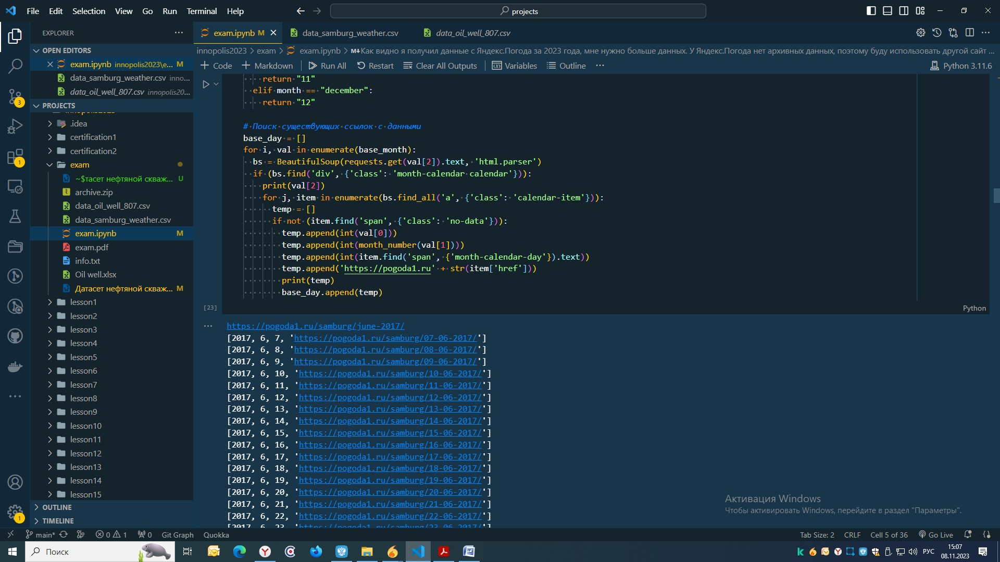 File Edit Selection View Go Run Terminal Help
projects
EXPLORER
OPEN EDITORS
exam.ipynb innopolis2023\e... M
data_samburg_weather.csv inno...
data_oil_well_807.csv innopolis20...
PROJECTS
.idea
certification1
certification2
exam
~$тасет нефтяной скваж... U
archive.zip
data_oil_well_807.csv
data_samburg_weather.csv
exam.ipynb M
exam.pdf
info.txt
Oil well.xlsx
Датасет нефтяной скваж... M
lesson1
lesson2
lesson3
lesson4
lesson5
lesson6
lesson7
lesson8
lesson9
lesson10
lesson11
lesson12
lesson13
lesson14
lesson15
OUTLINE
TIMELINE
exam.ipynb M data_samburg_weather.csv data_oil_well_807.csv
innopolis2023 > exam > exam.ipynb > M↓Как видно я получил данные с Яндекс.Погода за 2023 года, мне нужно больше данных. У Яндекс.Погода нет архивных данных, поэтому буду использовать другой сайт ...
+ Code + Markdown Run All Restart Clear All Outputs Variables Outline ... Python 3.11.6
return "11"
elif month == "december":
return "12"
# Поиск существующих ссылок с данными
base_day = []
for i, val in enumerate(base_month):
bs = BeautifulSoup(requests.get(val[2]).text, 'html.parser')
if (bs.find('div', {'class': 'month-calendar calendar'})):
print(val[2])
for j, item in enumerate(bs.find_all('a', {'class': 'calendar-item'})):
temp = []
if not (item.find('span', {'class': 'no-data'})):
temp.append(int(val[0]))
temp.append(int(month_number(val[1])))
temp.append(int(item.find('span', {'month-calendar-day'}).text))
temp.append('https://pogoda1.ru' + str(item['href']))
print(temp)
base_day.append(temp)
[23] Python
https://pogoda1.ru/samburg/june-2017/
[2017, 6, 7, 'https://pogoda1.ru/samburg/07-06-2017/']
[2017, 6, 8, 'https://pogoda1.ru/samburg/08-06-2017/']
[2017, 6, 9, 'https://pogoda1.ru/samburg/09-06-2017/']
[2017, 6, 10, 'https://pogoda1.ru/samburg/10-06-2017/']
[2017, 6, 11, 'https://pogoda1.ru/samburg/11-06-2017/']
[2017, 6, 12, 'https://pogoda1.ru/samburg/12-06-2017/']
[2017, 6, 13, 'https://pogoda1.ru/samburg/13-06-2017/']
[2017, 6, 14, 'https://pogoda1.ru/samburg/14-06-2017/']
[2017, 6, 15, 'https://pogoda1.ru/samburg/15-06-2017/']
[2017, 6, 16, 'https://pogoda1.ru/samburg/16-06-2017/']
[2017, 6, 17, 'https://pogoda1.ru/samburg/17-06-2017/']
[2017, 6, 18, 'https://pogoda1.ru/samburg/18-06-2017/']
[2017, 6, 19, 'https://pogoda1.ru/samburg/19-06-2017/']
[2017, 6, 20, 'https://pogoda1.ru/samburg/20-06-2017/']
[2017, 6, 21, 'https://pogoda1.ru/samburg/21-06-2017/']
[2017, 6, 22, 'https://pogoda1.ru/samburg/22-06-2017/']
Активация Windows
Чтобы активировать Windows, перейдите в раздел "Параметры".
main* 0 1 0 Git Graph Quokka Tab Size: 2 CRLF Cell 5 of 36 Go Live
Поиск
РУС
15:07
08.11.2023